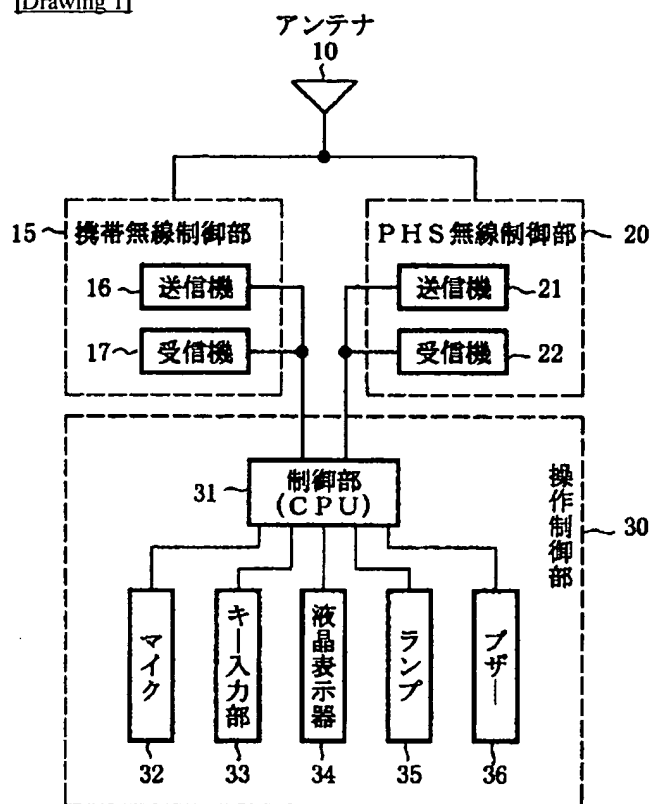 [Drawing 1]
アンテナ
10
15 携帯無線制御部
PHS無線制御部 20
16 送信機
送信機 21
17 受信機
受信機 22
31 制御部
(CPU)
操作制御部
30
マイク
キー入力部
液晶表示器
ランプ
ブザー
32 33 34 35 36